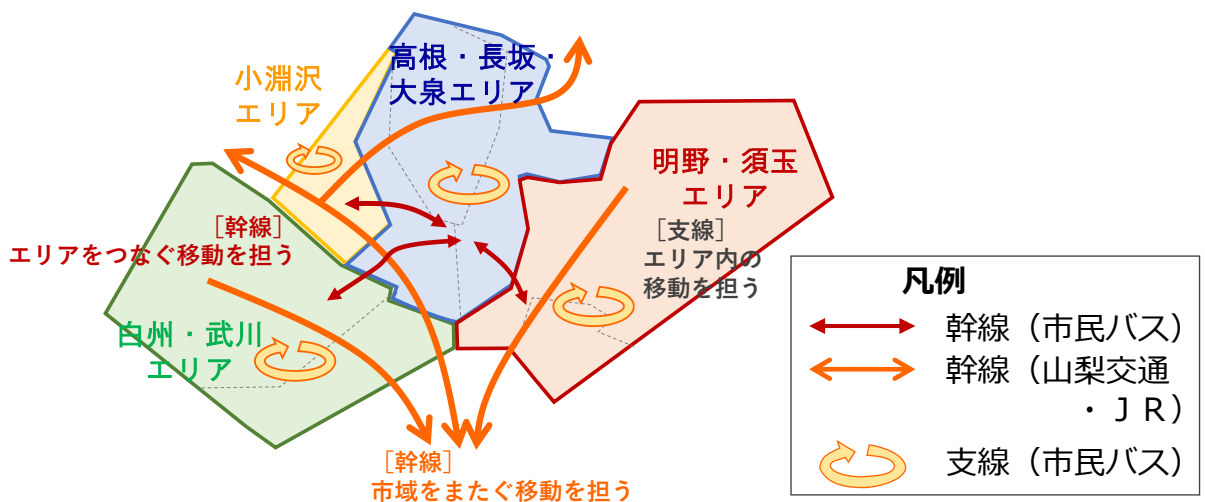 高根・長坂・
大泉エリア
小淵沢
エリア
明野・須玉
エリア
［幹線］
エリアをつなぐ移動を担う
［支線］
エリア内の
移動を担う
白州・武川
エリア
［幹線］
市域をまたぐ移動を担う
凡例
幹線（市民バス）
幹線（山梨交通
・ＪＲ）
支線（市民バス）